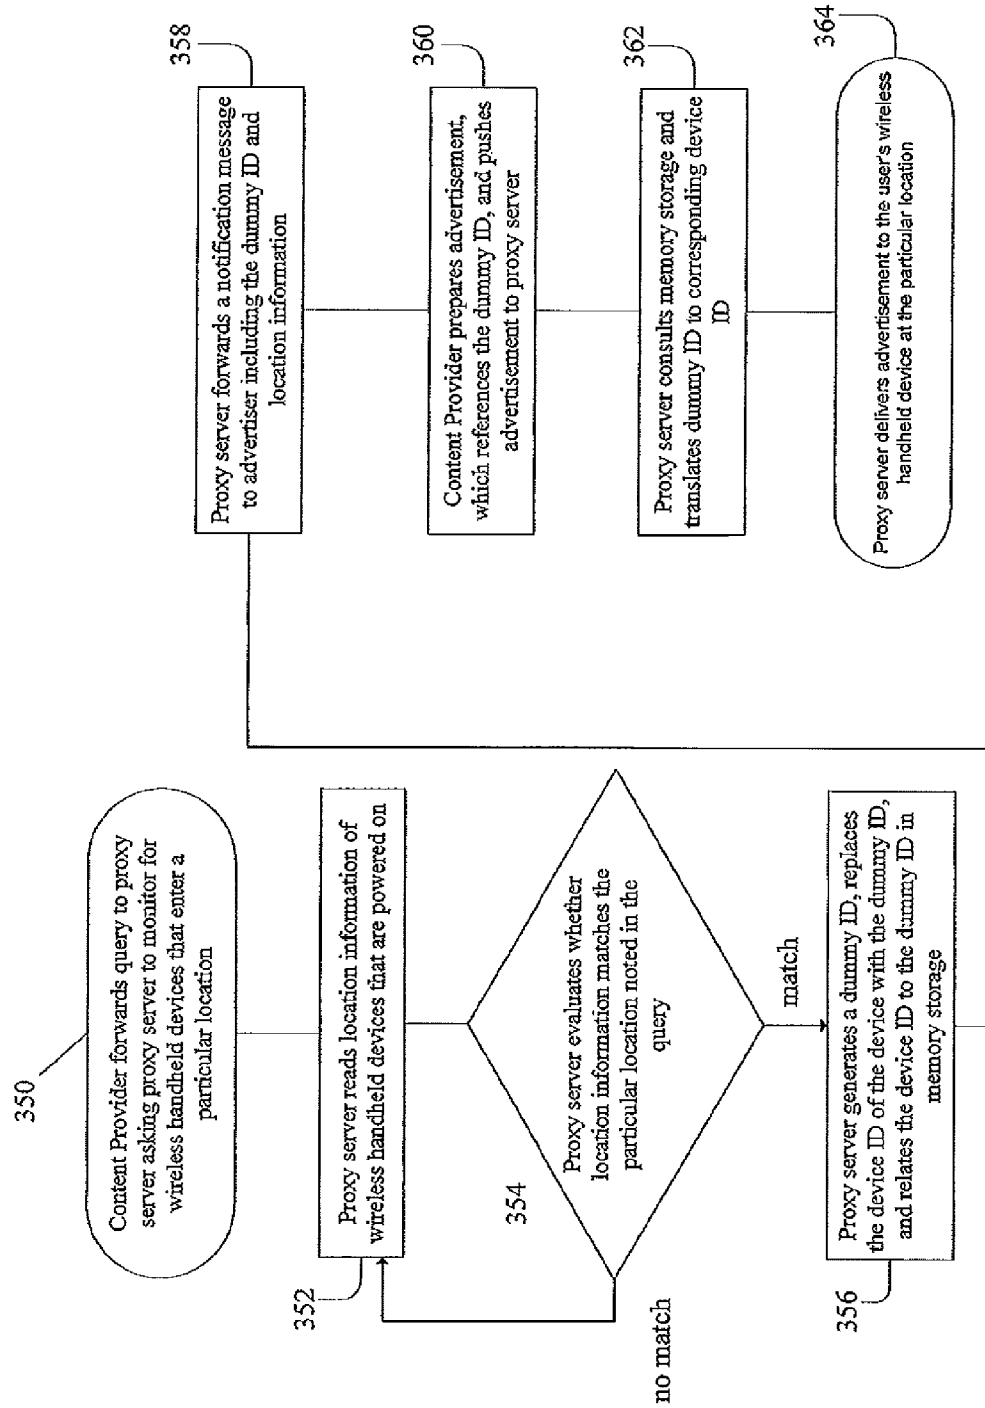 350
Content Provider forwards query to proxy
server asking proxy server to monitor for
wireless handheld devices that enter a
particular location
352
Proxy server reads location information of
wireless handheld devices that are powered on
354
Proxy server evaluates whether
location information matches the
particular location noted in the
query
no match
match
356
Proxy server generates a dummy ID, replaces
the device ID of the device with the dummy ID,
and relates the device ID to the dummy ID in
memory storage
358
Proxy server forwards a notification message
to advertiser including the dummy ID and
location information
360
Content Provider prepares advertisement,
which references the dummy ID, and pushes
advertisement to proxy server
362
Proxy server consults memory storage and
translates dummy ID to corresponding device
ID
364
Proxy server delivers advertisement to the user's wireless
handheld device at the particular location